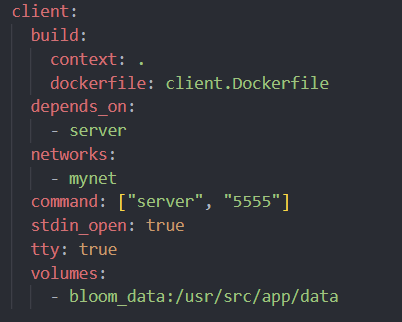 client:
  build:
    context: .
    dockerfile: client.Dockerfile
  depends_on:
    - server
  networks:
    - mynet
  command: ["server", "5555"]
  stdin_open: true
  tty: true
  volumes:
    - bloom_data:/usr/src/app/data